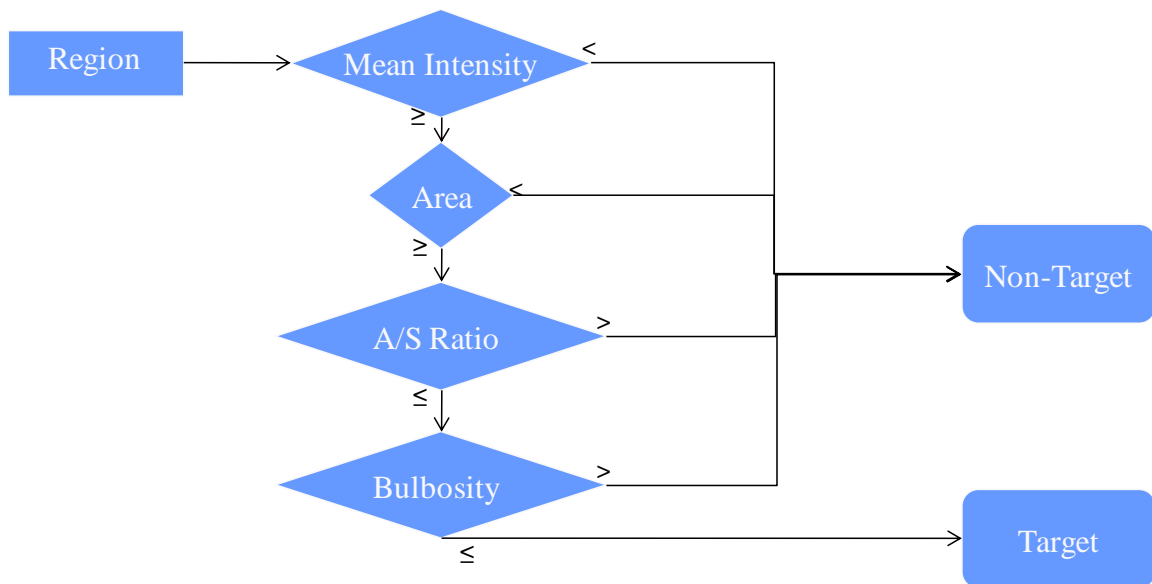 Region
Mean Intensity
<
≥
Area
<
≥
Non-Target
A/S Ratio
>
≤
Bulbosity
>
≤
Target